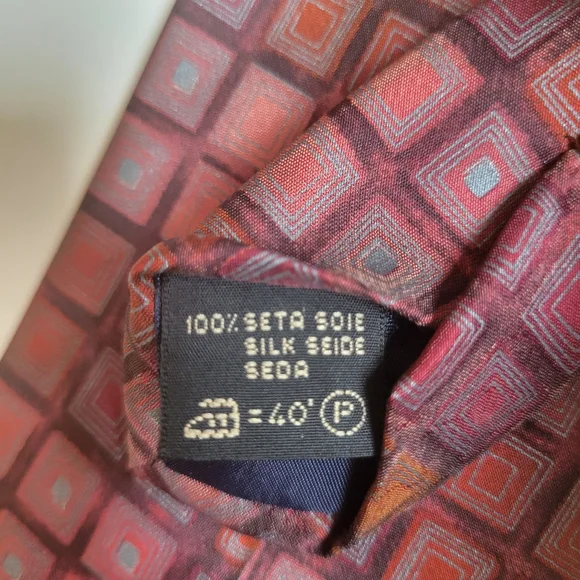 100% SETA SOIE
SILK SEIDE
SEDA
= 40' P